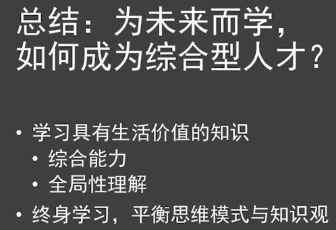 总结：为未来而学，
如何成为综合型人才？
• 学习具有生活价值的知识
• 综合能力
• 全局性理解
• 终身学习，平衡思维模式与知识观